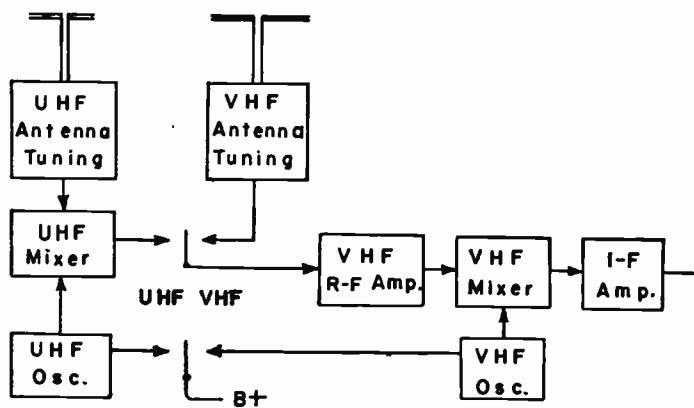 UHF
Antenna
Tuning
VHF
Antenna
Tuning
UHF
Mixer
VHF
R-F Amp.
VHF
Mixer
I-F
Amp.
UHF VHF
UHF
Osc.
VHF
Osc.
B+